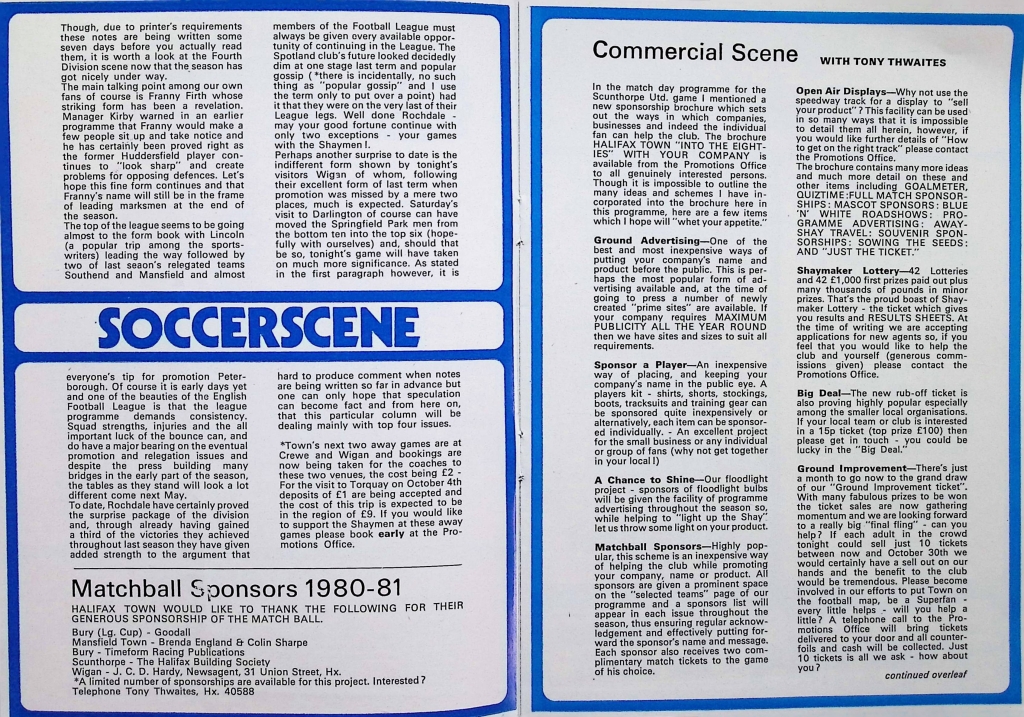 Though, due to printer's requirements
these notes are being written some
seven days before you actually read
them, it is worth a look at the Fourth
Division scene now that the season has
got nicely under way.
The main talking point among our own
fans of course is Franny Firth whose
striking form has been a revelation.
Manager Kirby warned in an earlier
programme that Franny would make a
few people sit up and take notice and
he has certainly been proved right as
the former Huddersfield player con-
tinues to "look sharp" and create
problems for opposing defences. Let's
hope this fine form continues and that
Franny's name will still be in the frame
of leading marksmen at the end of
the season.
The top of the league seems to be going
almost to the form book with Lincoln
(a popular trip among the sports-
writers) leading the way followed by
two of last seaon's relegated teams
Southend and Mansfield and almost
members of the Football League must
always be given every available oppor-
tunity of continuing in the League. The
Spotland club's future looked decidedly
dim at one stage last term and popular
gossip (*there is incidentally, no such
thing as "popular gossip" and I use
the term only to put over a point) had
it that they were on the very last of their
League legs. Well done Rochdale -
may your good fortune continue with
only two exceptions - your games
with the Shaymen!.
Perhaps another surprise to date is the
indifferent form shown by tonight's
visitors Wigan of whom, following
their excellent form of last term when
promotion was missed by a mere two
places, much is expected. Saturday's
visit to Darlington of course can have
moved the Springfield Park men from
the bottom ten into the top six (hope-
fully with ourselves) and, should that
be so, tonight's game will have taken
on much more significance. As stated
in the first paragraph however, it is
SOCCERSCENE
everyone's tip for promotion Peter-
borough. Of course it is early days yet
and one of the beauties of the English
Football League is that the league
programme demands consistency.
Squad strengths, injuries and the all
important luck of the bounce can, and
do have a major bearing on the eventual
promotion and relegation issues and
despite the press building many
bridges in the early part of the season,
the tables as they stand will look a lot
different come next May.
To date, Rochdale have certainly proved
the surprise package of the division
and, through already having gained
a third of the victories they achieved
throughout last season they have given
added strength to the argument that
hard to produce comment when notes
are being written so far in advance but
one can only hope that speculation
can become fact and from here on,
that this particular column will be
dealing mainly with top four issues.
*Town's next two away games are at
Crewe and Wigan and bookings are
now being taken for the coaches to
these two venues, the cost being £2 -
For the visit to Torquay on October 4th
deposits of £1 are being accepted and
the cost of this trip is expected to be
in the region of £9. If you would like
to support the Shaymen at these away
games please book early at the Pro-
motions Office.
Matchball Sponsors 1980-81
HALIFAX TOWN WOULD LIKE TO THANK THE FOLLOWING FOR THEIR
GENEROUS SPONSORSHIP OF THE MATCH BALL.
Bury (Lg. Cup) - Goodall
Mansfield Town - Brenda England & Colin Sharpe
Bury - Timeform Racing Publications
Scunthorpe - The Halifax Building Society
Wigan - J. C. D. Hardy, Newsagent, 31 Union Street, Hx.
*A limited number of sponsorships are available for this project. Interested?
Telephone Tony Thwaites, Hx. 40588
Commercial Scene WITH TONY THWAITES
In the match day programme for the
Scunthorpe Utd. game I mentioned a
new sponsorship brochure which sets
out the ways in which companies,
businesses and indeed the individual
fan can help the club. The brochure
HALIFAX TOWN "INTO THE EIGHT-
IES" WITH YOUR COMPANY is
available from the Promotions Office
to all genuinely interested persons.
Though it is impossible to outline the
many ideas and schemes I have in-
corporated into the brochure here in
this programme, here are a few items
which I hope will "whet your appetite."
Ground Advertising—One of the
best and most inexpensive ways of
putting your company's name and
product before the public. This is per-
haps the most popular form of ad-
vertising available and, at the time of
going to press a number of newly
created "prime sites" are available. If
your company requires MAXIMUM
PUBLICITY ALL THE YEAR ROUND
then we have sites and sizes to suit all
requirements.
Sponsor a Player—An inexpensive
way of placing, and keeping your
company's name in the public eye. A
players kit - shirts, shorts, stockings,
boots, tracksuits and training gear can
be sponsored quite inexpensively or
alternatively, each item can be sponsor-
ed individually. - An excellent project
for the small business or any individual
or group of fans (why not get together
in your local!)
A Chance to Shine—Our floodlight
project - sponsors of floodlight bulbs
will be given the facility of programme
advertising throughout the season so,
while helping to "light up the Shay"
let us throw some light on your product.
Matchball Sponsors—Highly pop-
ular, this scheme is an inexpensive way
of helping the club while promoting
your company, name or product. All
sponsors are given a prominent space
on the "selected teams" page of our
programme and a sponsors list will
appear in each issue throughout the
season, thus ensuring regular acknow-
ledgement and effectively putting for-
ward the sponsor's name and message.
Each sponsor also receives two com-
plimentary match tickets to the game
of his choice.
Open Air Displays—Why not use the
speedway track for a display to "sell
your product"? This facility can be used
in so many ways that it is impossible
to detail them all herein, however, if
you would like further details of "How
to get on the right track" please contact
the Promotions Office.
The brochure contains many more ideas
and much more detail on these and
other items including GOALMETER,
QUIZTIME:FULL MATCH SPONSOR-
SHIPS: MASCOT SPONSORS: BLUE
'N' WHITE ROADSHOWS: PRO-
GRAMME ADVERTISING: AWAY-
SHAY TRAVEL: SOUVENIR SPON-
SORSHIPS: SOWING THE SEEDS:
AND "JUST THE TICKET."
Shaymaker Lottery—42 Lotteries
and 42 £1,000 first prizes paid out plus
many thousands of pounds in minor
prizes. That's the proud boast of Shay-
maker Lottery - the ticket which gives
you results and RESULTS SHEETS. At
the time of writing we are accepting
applications for new agents so, if you
feel that you would like to help the
club and yourself (generous comm-
issions given) please contact the
Promotions Office.
Big Deal—The new rub-off ticket is
also proving highly popular especially
among the smaller local organisations.
If your local team or club is interested
in a 15p ticket (top prize £100) then
please get in touch - you could be
lucky in the "Big Deal."
Ground Improvement—There's just
a month to go now to the grand draw
of our "Ground Improvement ticket".
With many fabulous prizes to be won
the ticket sales are now gathering
momentum and we are looking forward
to a really big "final fling" - can you
help? If each adult in the crowd
tonight could sell just 10 tickets
between now and October 30th we
would certainly have a sell out on our
hands and the benefit to the club
would be tremendous. Please become
involved in our efforts to put Town on
the football map, be a Superfan -
every little helps - will you help a
little? A telephone call to the Pro-
motions Office will bring tickets
delivered to your door and all counter-
foils and cash will be collected. Just
10 tickets is all we ask - how about
you?
continued overleaf